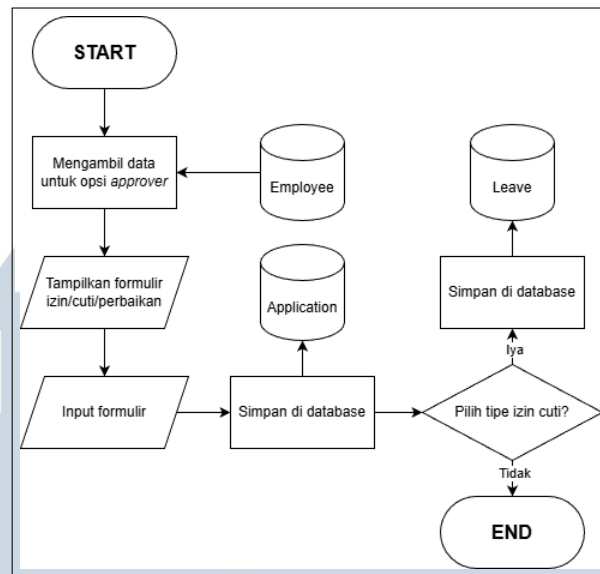 START
Mengambil data
untuk opsi approver
Employee
Leave
Tampilkan formulir
izin/cuti/perbaikan
Application
Simpan di database
Iya
Input formulir
Simpan di database
Pilih tipe izin cuti?
Tidak
END